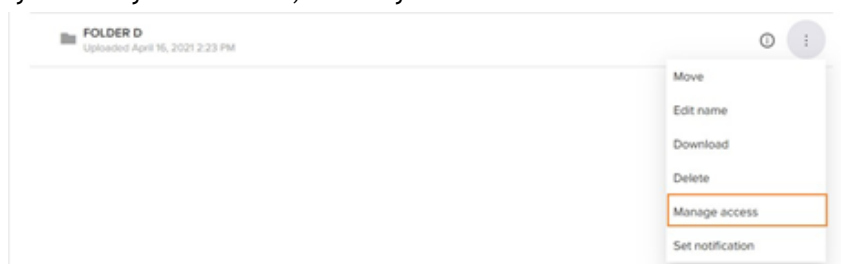 FOLDER D
Uploaded April 16, 2021 2:23 PM
Move
Edit name
Download
Delete
Manage access
Set notification